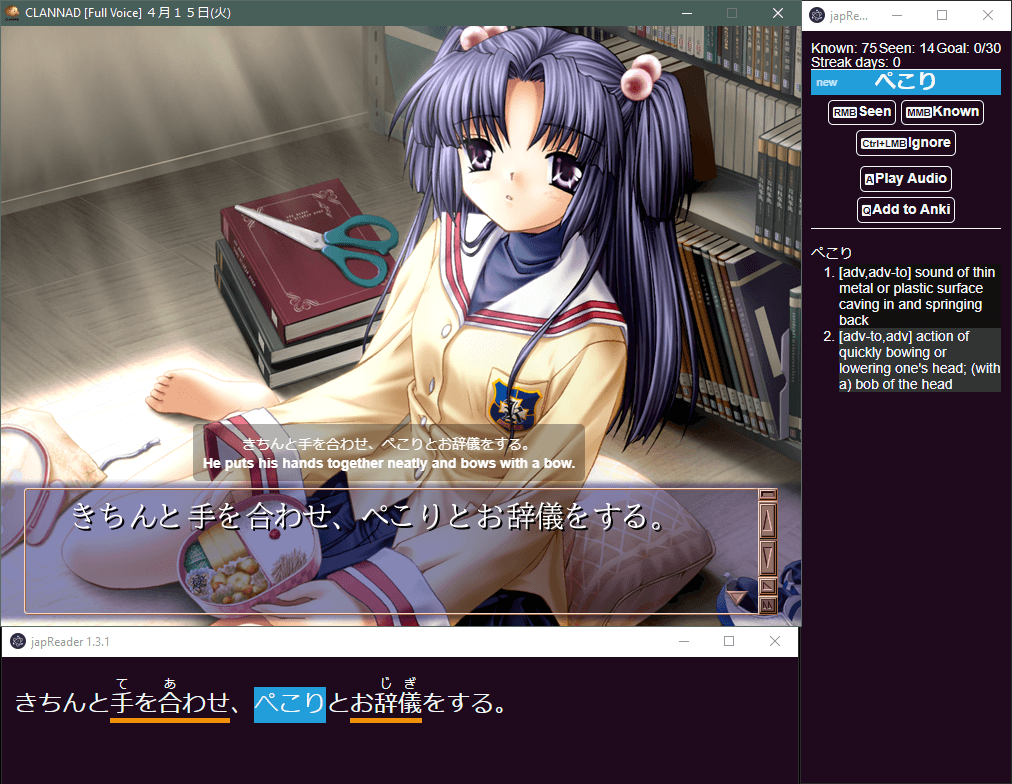 CLANNAD [Full Voice] ４月１５日(火)
きちんと手を合わせ、ぺこりとお辞儀をする。
He puts his hands together neatly and bows with a bow.
きちんと手を合わせ、ぺこりとお辞儀をする。
japReader 1.3.1
て あ じ ぎ
きちんと手を合わせ、ぺこりとお辞儀をする。
japRe...
Known: 75 Seen: 14 Goal: 0/30
Streak days: 0
new ぺこり
RMB Seen MMB Known
Ctrl+LMB Ignore
A Play Audio
Q Add to Anki
ぺこり
1. [adv,adv-to] sound of thin
metal or plastic surface
caving in and springing
back
2. [adv-to,adv] action of
quickly bowing or
lowering one's head; (with
a) bob of the head